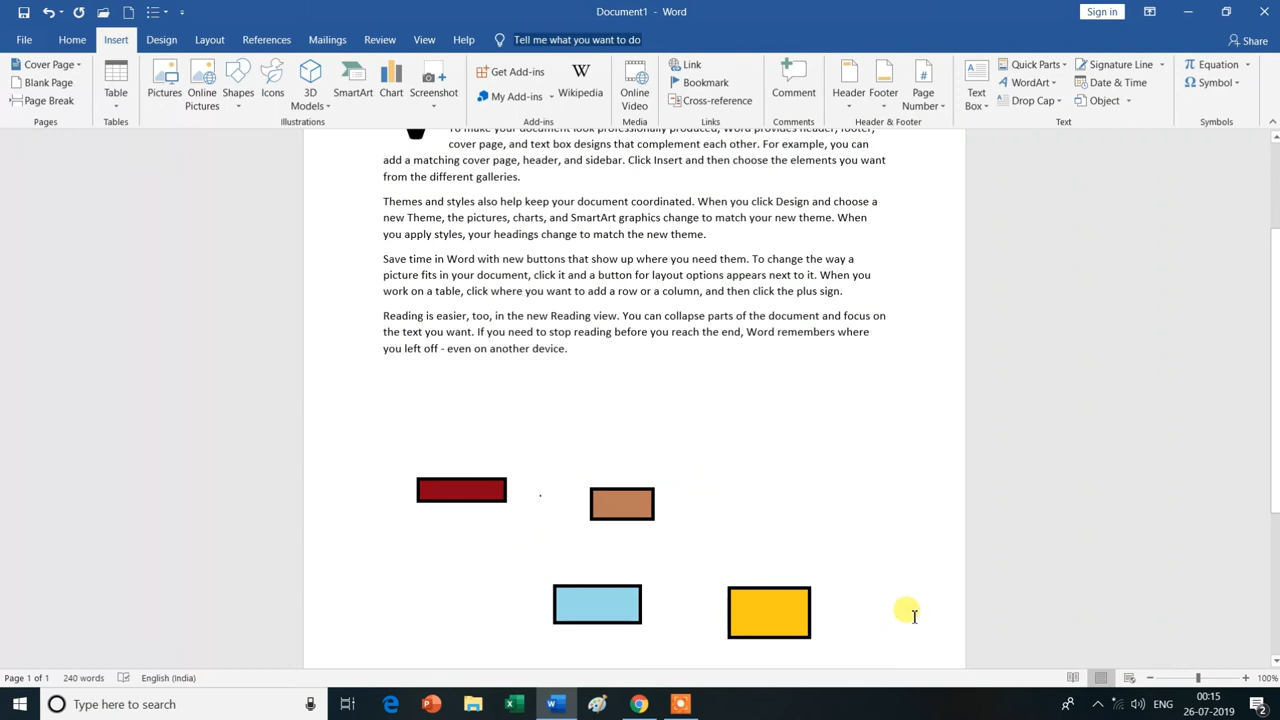 Document1 - Word
Sign in
File Home Insert Design Layout References Mailings Review View Help Tell me what you want to do Share
Cover Page
Blank Page
Page Break
Pages
Table
Tables
Pictures
Online Pictures
Shapes
Icons
3D Models
SmartArt
Chart
Screenshot
Illustrations
Get Add-ins
My Add-ins
Wikipedia
Add-ins
Online Video
Media
Link
Bookmark
Cross-reference
Links
Comment
Comments
Header
Footer
Page Number
Header & Footer
Text Box
Quick Parts
WordArt
Drop Cap
Signature Line
Date & Time
Object
Text
Equation
Symbol
Symbols
To make your document look professionally produced, Word provides header, footer,
cover page, and text box designs that complement each other. For example, you can
add a matching cover page, header, and sidebar. Click Insert and then choose the elements you want
from the different galleries.
Themes and styles also help keep your document coordinated. When you click Design and choose a
new Theme, the pictures, charts, and SmartArt graphics change to match your new theme. When
you apply styles, your headings change to match the new theme.
Save time in Word with new buttons that show up where you need them. To change the way a
picture fits in your document, click it and a button for layout options appears next to it. When you
work on a table, click where you want to add a row or a column, and then click the plus sign.
Reading is easier, too, in the new Reading view. You can collapse parts of the document and focus on
the text you want. If you need to stop reading before you reach the end, Word remembers where
you left off - even on another device.
Page 1 of 1 240 words English (India) 100%
Type here to search
ENG
00:15
26-07-2019
2